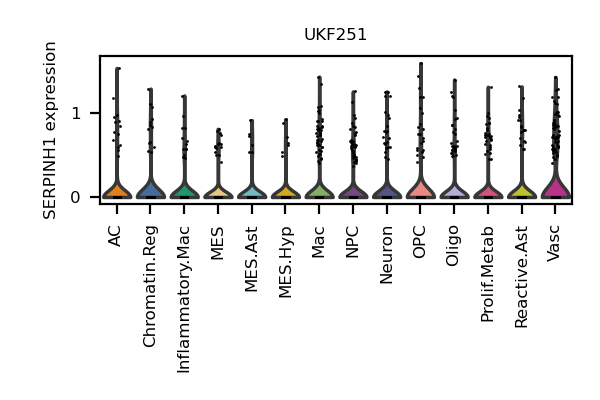 UKF251
SERPINH1 expression
1
0
AC
Chromatin.Reg
Inflammatory.Mac
MES
MES.Ast
MES.Hyp
Mac
NPC
Neuron
OPC
Oligo
Prolif.Metab
Reactive.Ast
Vasc